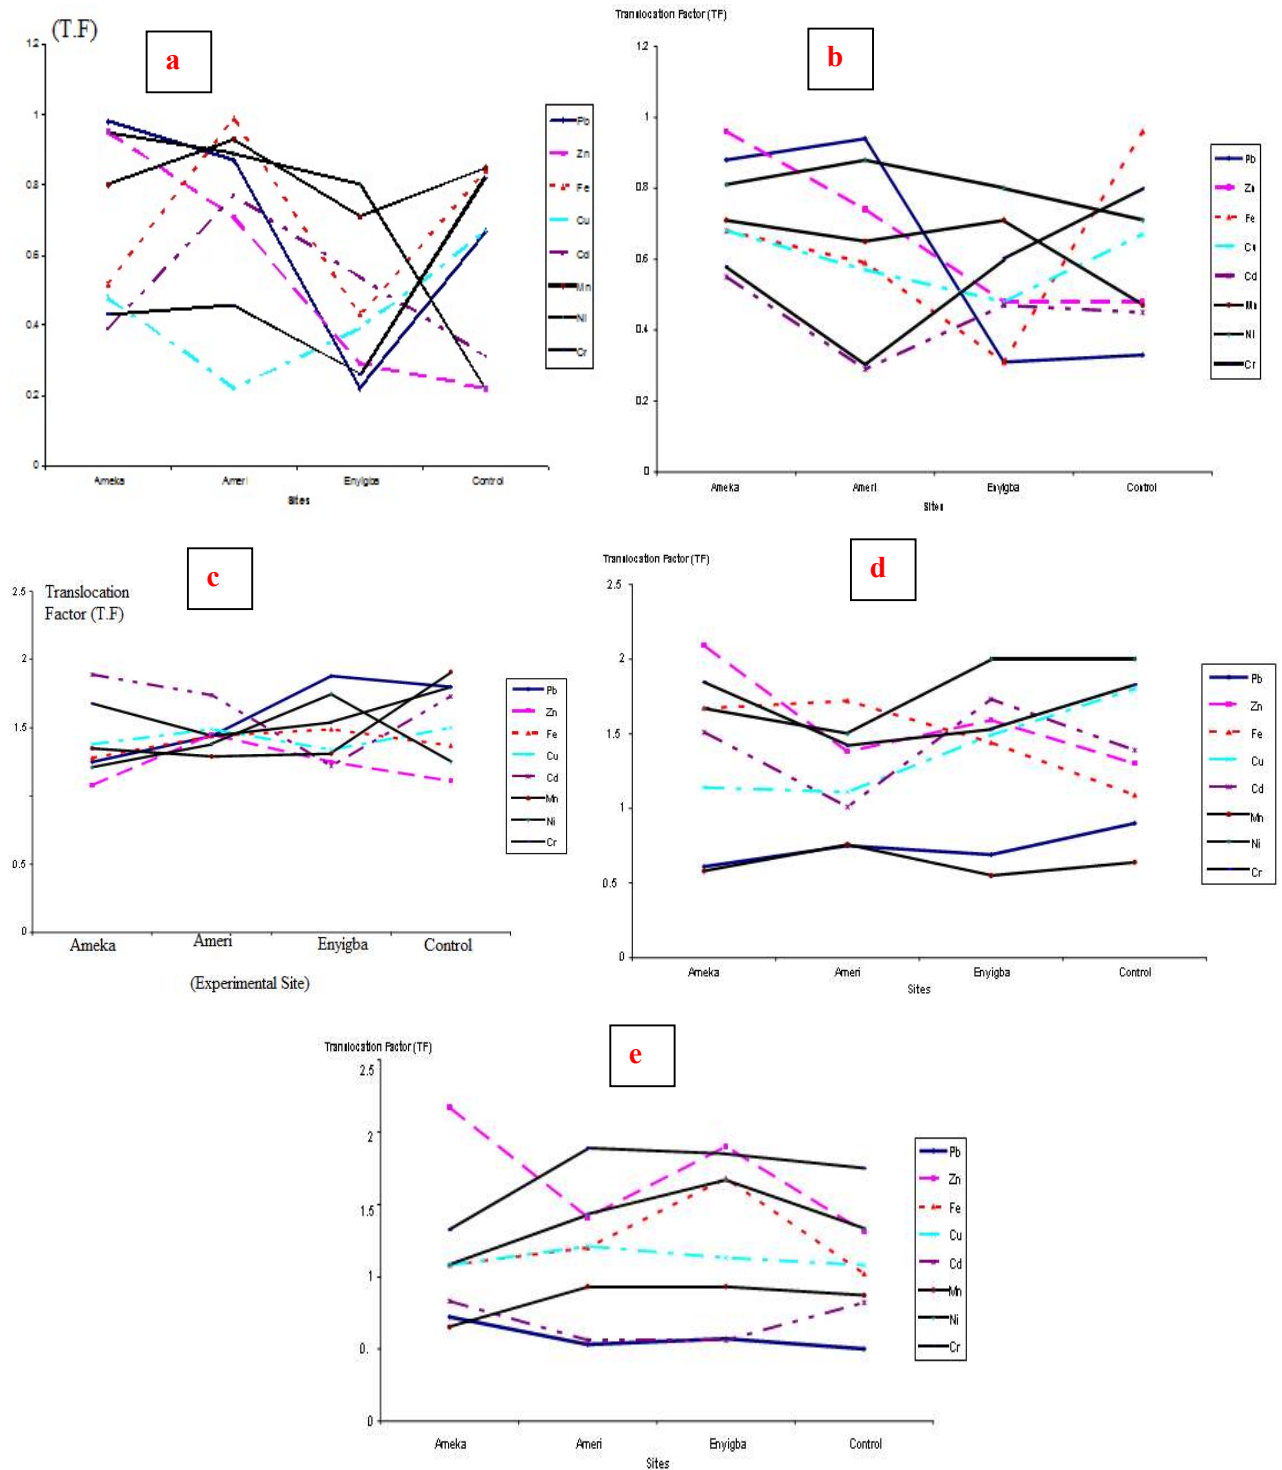 (T.F)
a
1.2
1
0.8
0.6
0.4
0.2
0
Ameka
Ameri
Enyigba
Control
Sites
Pb
Zn
Fe
Cu
Cd
Mn
Ni
Cr
Translocation Factor (TF)
b
1.2
1
0.8
0.6
0.4
0.2
0
Ameka
Ameri
Enyigba
Control
Sites
Pb
Zn
Fe
Cu
Cd
Mn
Ni
Cr
c
Translocation
Factor (T.F)
2.5
2
1.5
0.5
0
Ameka
Ameri
Enyigba
Control
(Experimental Site)
Pb
Zn
Fe
Cu
Cd
Mn
Ni
Cr
Translocation Factor (TF)
d
2.5
2
1.5
1
0.5
0
Ameka
Ameri
Enyigba
Control
Sites
Pb
Zn
Fe
Cu
Cd
Mn
Ni
Cr
Translocation Factor (TF)
e
2.5
2
1.5
1
0.
0
Ameka
Ameri
Enyigba
Control
Sites
Pb
Zn
Fe
Cu
Cd
Mn
Ni
Cr